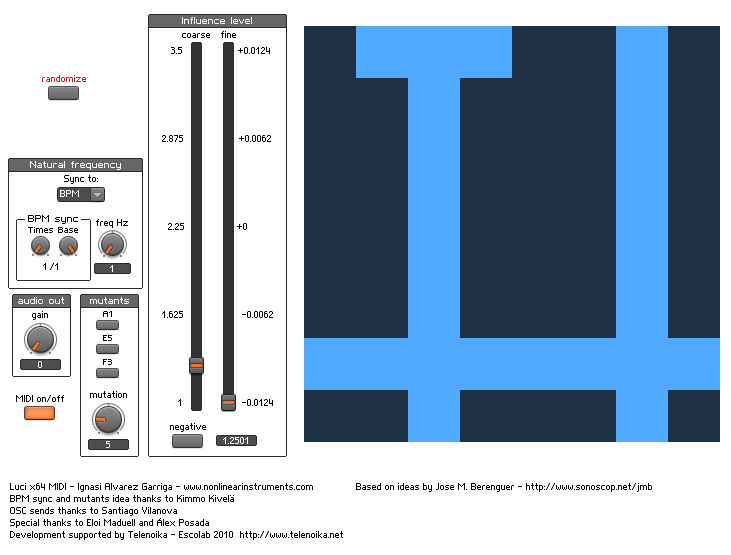 Influence level
coarse fine
3.5 +0.0124
randomize
2.875 +0.0062
Natural frequency
Sync to:
BPM
BPM sync
Times Base
freq Hz
2.25 +0
1/1
1
audio out
gain
0
mutants
A1
E5
F3
1.625 -0.0062
MIDI on/off
mutation
5
1 -0.0124
negative
1.2501
Luci x64 MIDI - Ignasi Alvarez Garriga - www.nonlinearinstruments.com
Based on ideas by Jose M. Berenguer - http://www.sonoscop.net/jmb
BPM sync and mutants idea thanks to Kimmo Kivelä
OSC sends thanks to Santiago Vilanova
Special thanks to Eloi Maduell and Alex Posada
Development supported by Telenoika - Escolab 2010 http://www.telenoika.net